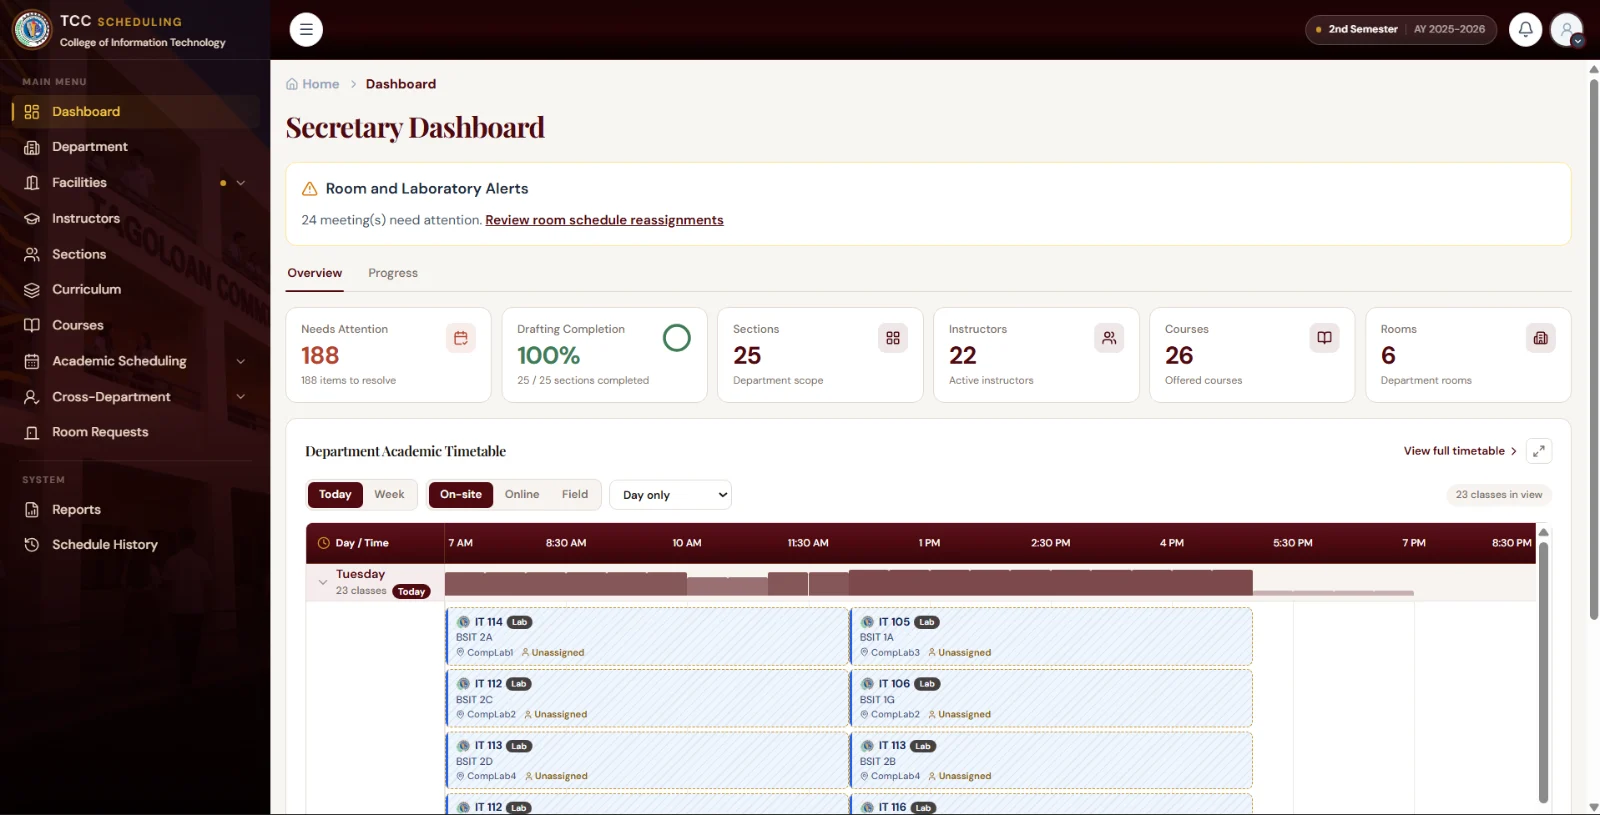 TCC SCHEDULING
College of Information Technology
2nd Semester AY 2025-2026
MAIN MENU
Dashboard
Department
Facilities
Instructors
Sections
Curriculum
Courses
Academic Scheduling
Cross-Department
Room Requests
SYSTEM
Reports
Schedule History
TAGOLOAN COMM
Home > Dashboard
Secretary Dashboard
Room and Laboratory Alerts
24 meeting(s) need attention. Review room schedule reassignments
Overview Progress
Needs Attention
188
188 items to resolve
Drafting Completion
100%
25 / 25 sections completed
Sections
25
Department scope
Instructors
22
Active instructors
Courses
26
Offered courses
Rooms
6
Department rooms
Department Academic Timetable
View full timetable >
Today Week On-site Online Field Day only
23 classes in view
Day / Time 7 AM 8:30 AM 10 AM 11:30 AM 1 PM 2:30 PM 4 PM 5:30 PM 7 PM 8:30 PM
Tuesday
23 classes Today
IT 114 Lab
BSIT 2A
CompLab1 Unassigned
IT 105 Lab
BSIT 1A
CompLab3 Unassigned
IT 112 Lab
BSIT 2C
CompLab2 Unassigned
IT 106 Lab
BSIT 1G
CompLab2 Unassigned
IT 113 Lab
BSIT 2D
CompLab4 Unassigned
IT 113 Lab
BSIT 2B
CompLab4 Unassigned
IT 112 Lab
IT 116 Lab